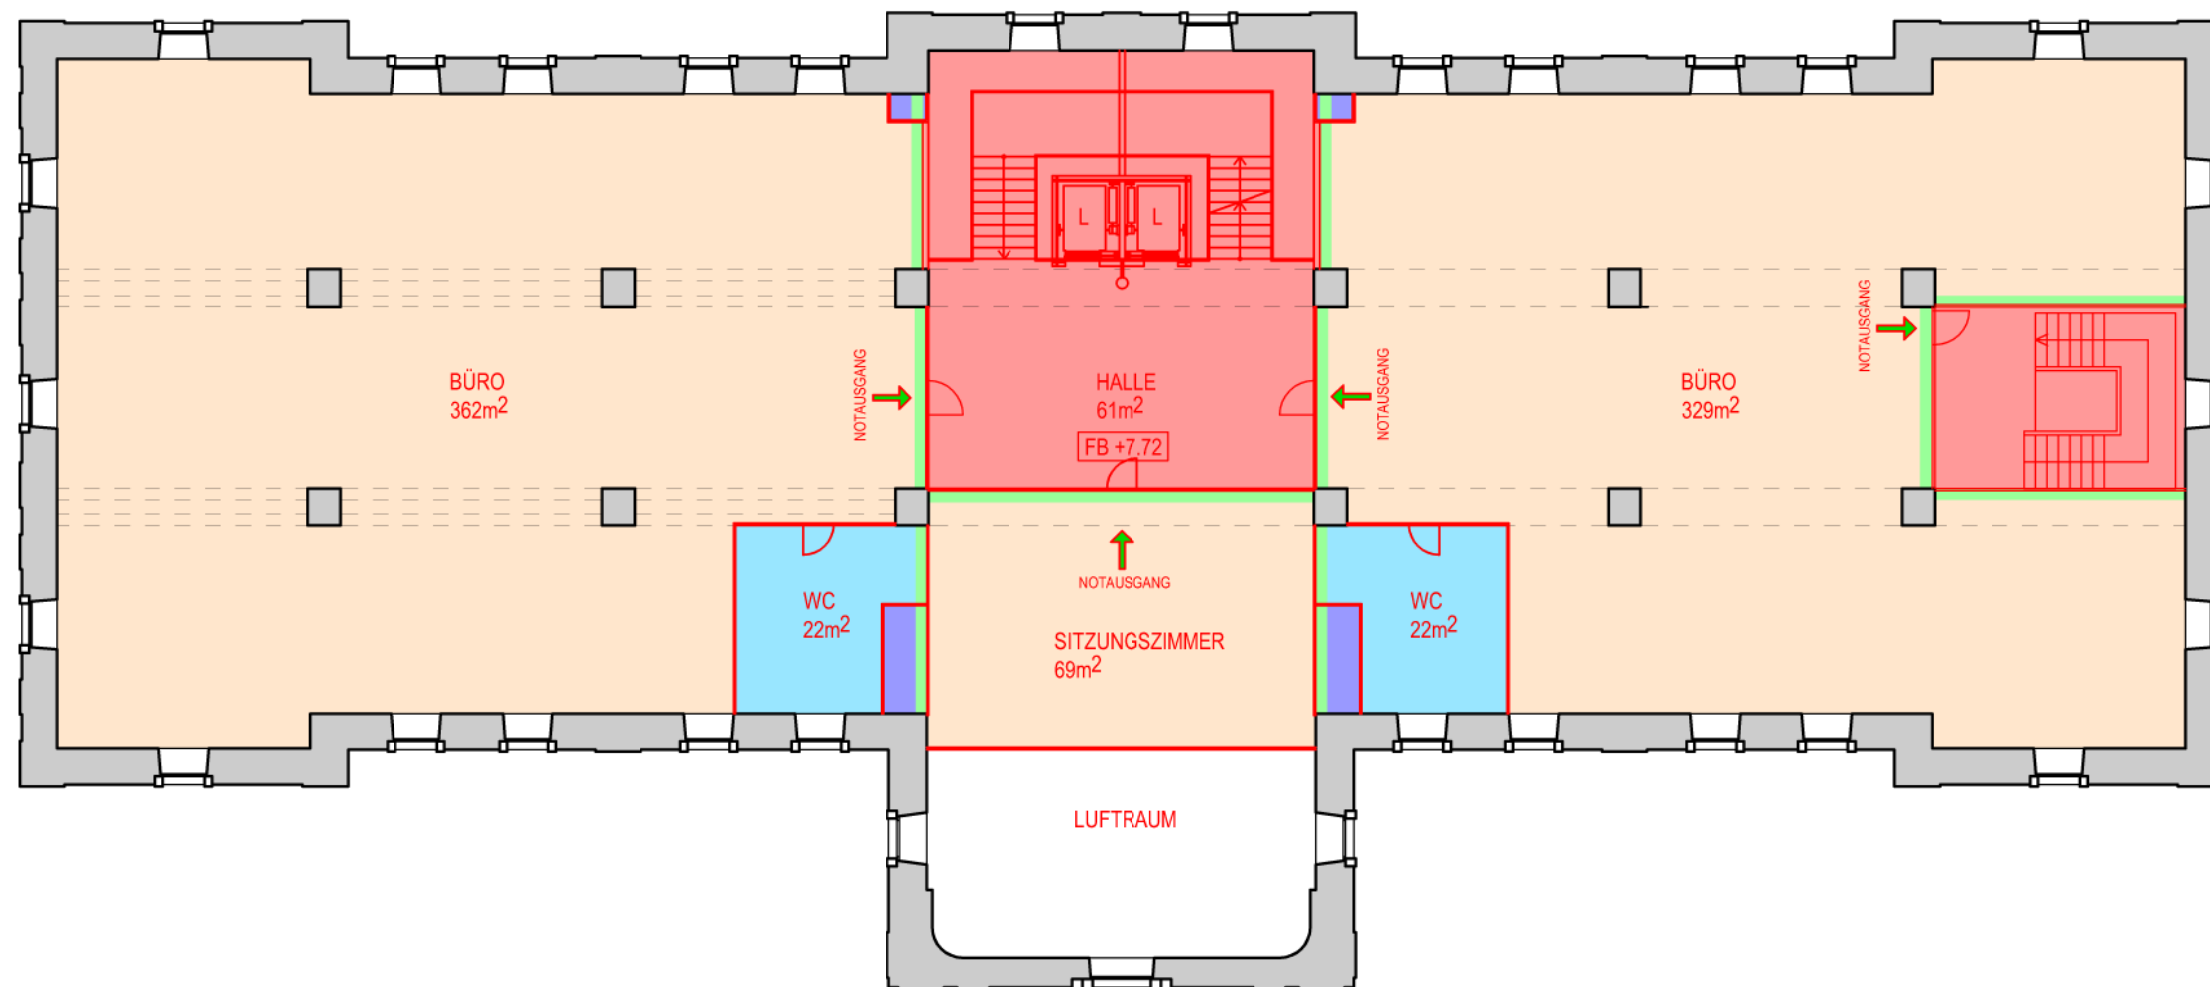 L
L
NOTAUSGANG
BÜRO
362m2
NOTAUSGANG
HALLE
61m2
FB +7.72
NOTAUSGANG
BÜRO
329m2
NOTAUSGANG
WC
22m2
SITZUNGSZIMMER
69m2
WC
22m2
LUFTRAUM